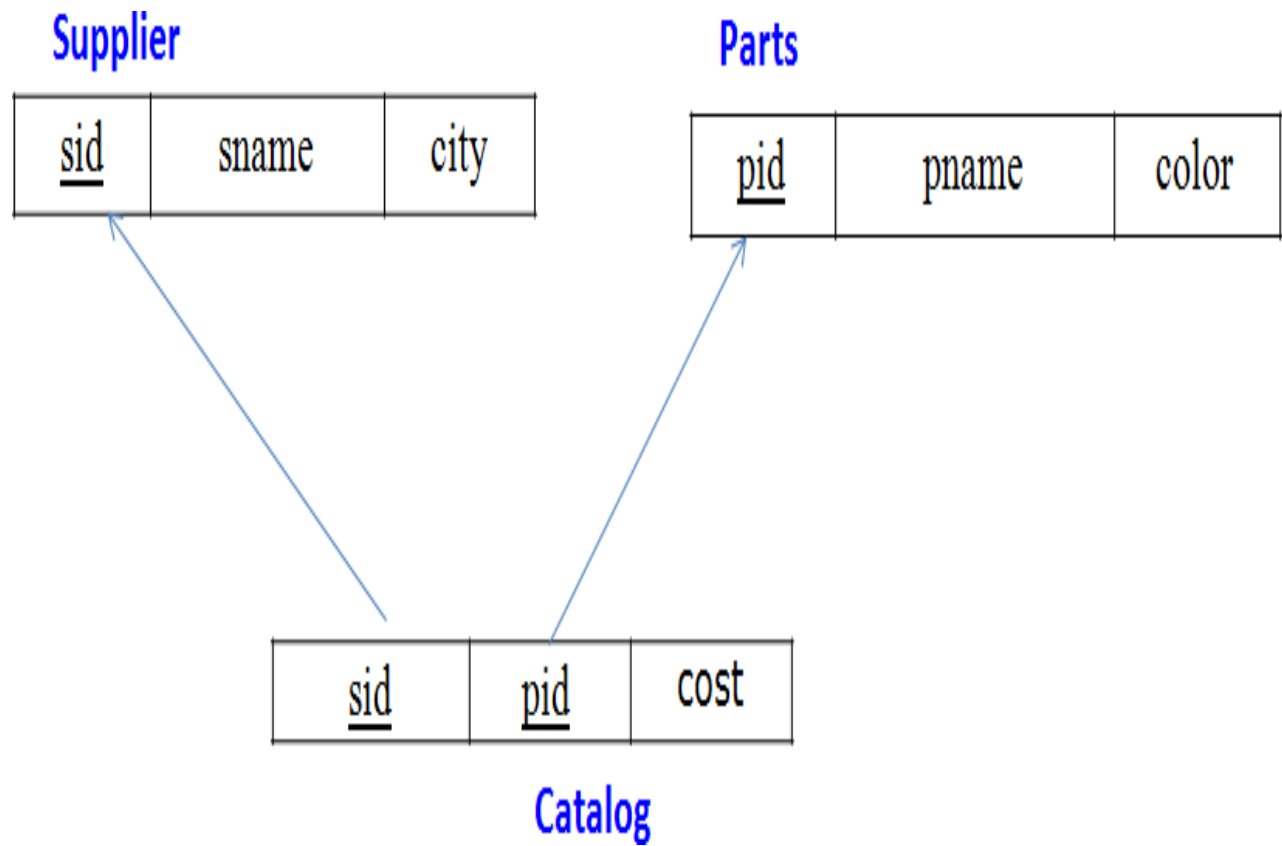 Supplier
Parts
sid sname city
pid pname color
sid pid cost
Catalog